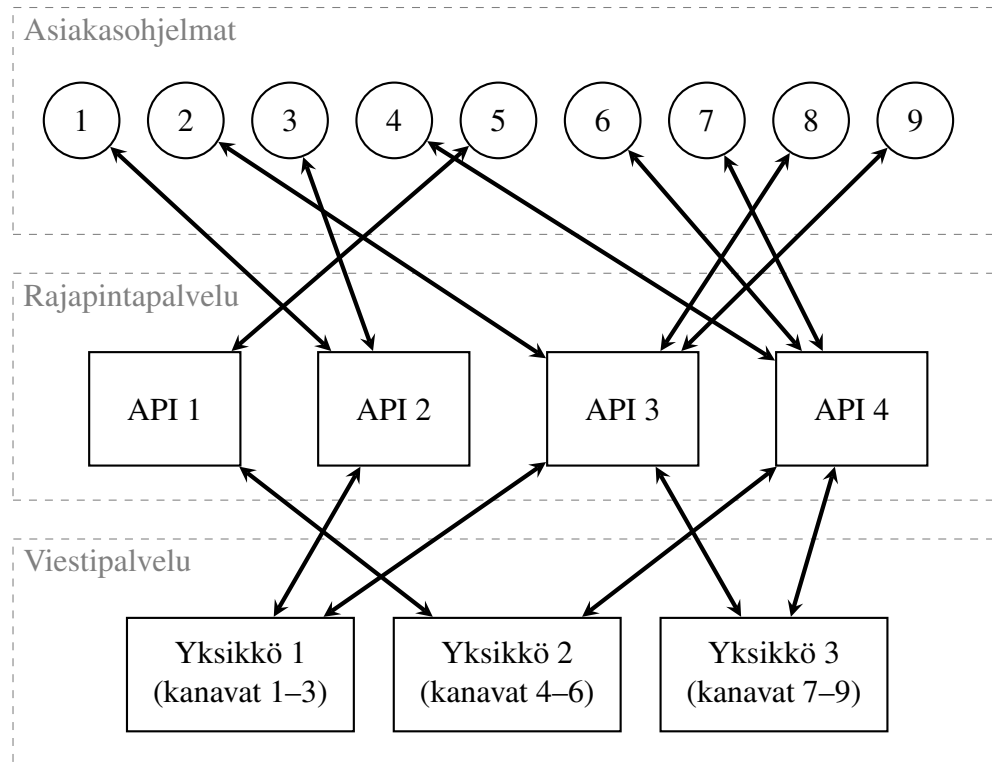 Asiakasohjelmat
1 2 3 4 5 6 7 8 9
Rajapintapalvelu
API 1 API 2 API 3 API 4
Viestipalvelu
Yksikkö 1
(kanavat 1–3)
Yksikkö 2
(kanavat 4–6)
Yksikkö 3
(kanavat 7–9)